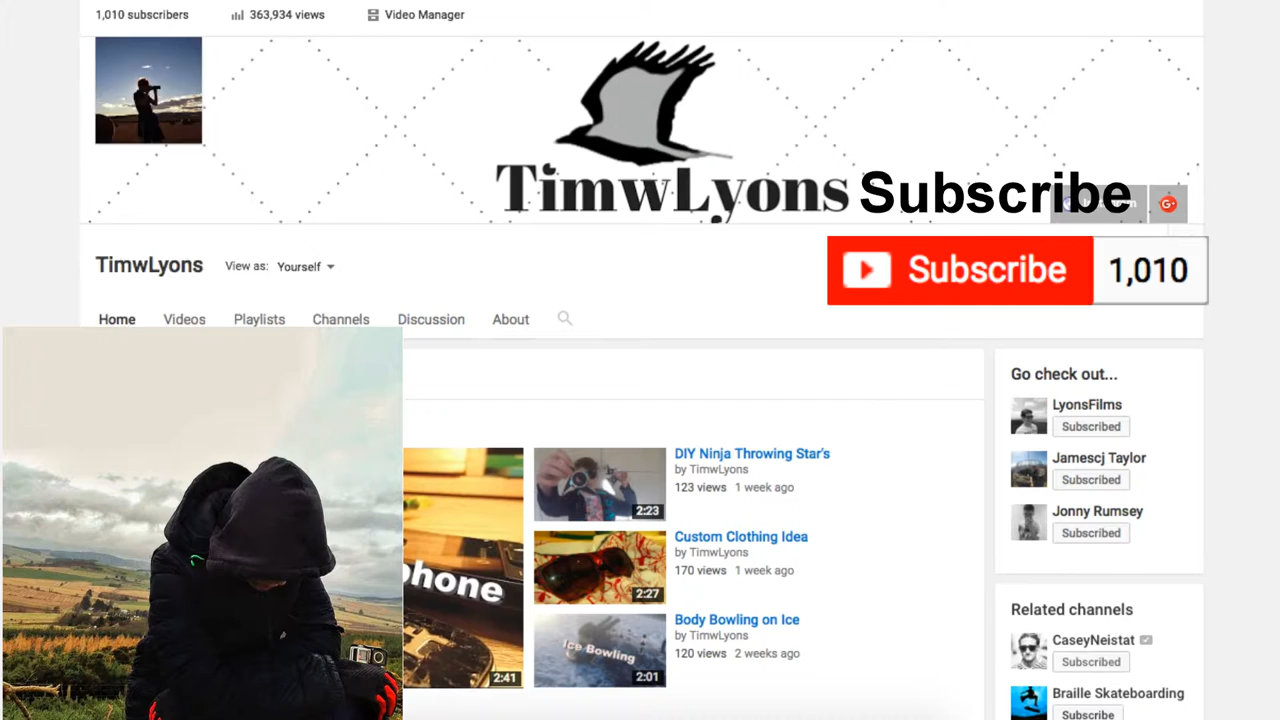 1,010 subscribers
363,934 views
Video Manager
TimwLyons
Subscribe
G+
TimwLyons
View as:
Yourself
Subscribe
1,010
Home
Videos
Playlists
Channels
Discussion
About
phone
2:41
2:23
DIY Ninja Throwing Star's
by TimwLyons
123 views
1 week ago
2:27
Custom Clothing Idea
by TimwLyons
170 views
1 week ago
Ice Bowling
2:01
Body Bowling on Ice
by TimwLyons
120 views
2 weeks ago
Go check out...
LyonsFilms
Subscribed
Jamescj Taylor
Subscribed
Jonny Rumsey
Subscribed
Related channels
CaseyNeistat
Subscribed
Braille Skateboarding
Subscribe